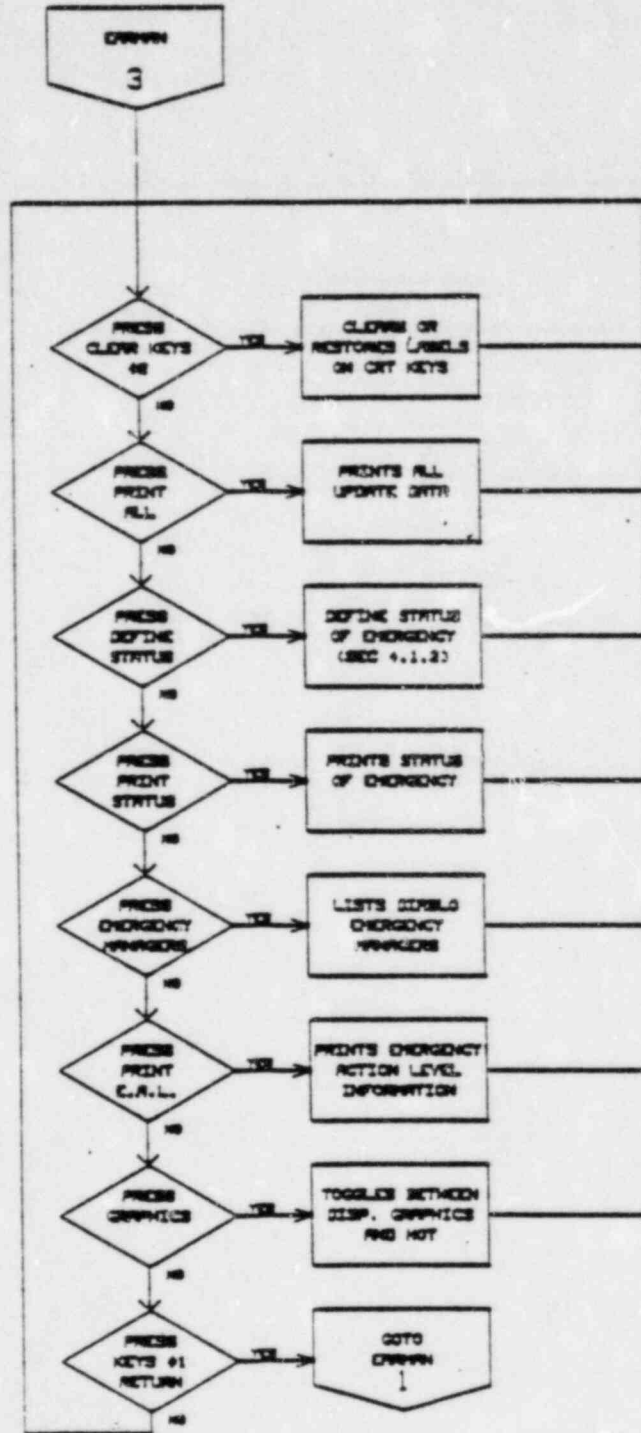 EARMAN
3
PRESS
CLEAR KEYS
YES
CLEARS OR
RESTORES LABELS
ON CRT KEYS
NO
PRESS
PRINT
ALL
YES
PRINTS ALL
UPDATE DATA
NO
PRESS
DEFINE
STATUS
YES
DEFINE STATUS
OF EMERGENCY
(SEC 4.1.2)
NO
PRESS
PRINT
STATUS
YES
PRINTS STATUS
OF EMERGENCY
NO
PRESS
EMERGENCY
MANAGERS
YES
LISTS DIABLO
EMERGENCY
MANAGERS
NO
PRESS
PRINT
E.A.L.
YES
PRINTS EMERGENCY
ACTION LEVEL
INFORMATION
NO
PRESS
GRAPHICS
YES
TOGGLES BETWEEN
DISP. GRAPHICS
AND NOT
NO
PRESS
KEYS #1
RETURN
YES
GOTO
EARMAN
1
NO